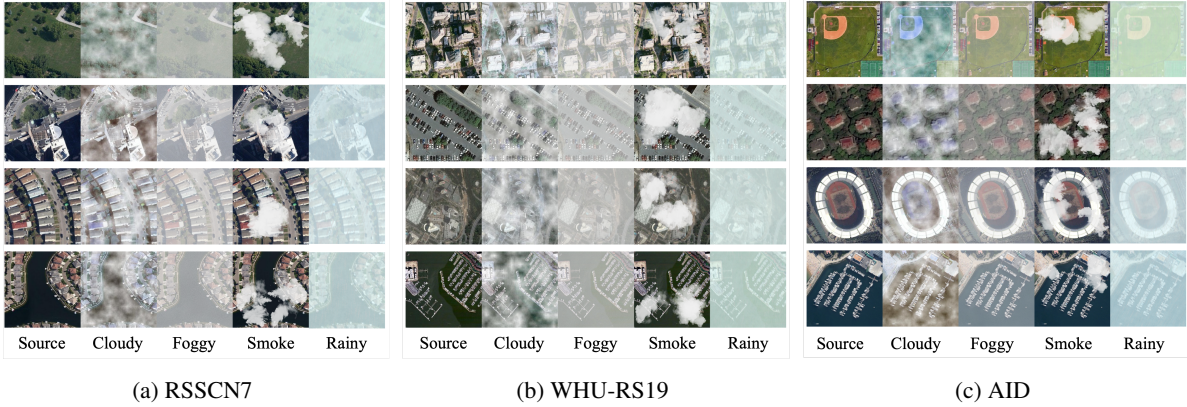 Source Cloudy Foggy Smoke Rainy
Source Cloudy Foggy Smoke Rainy
Source Cloudy Foggy Smoke Rainy
(a) RSSCN7
(b) WHU-RS19
(c) AID